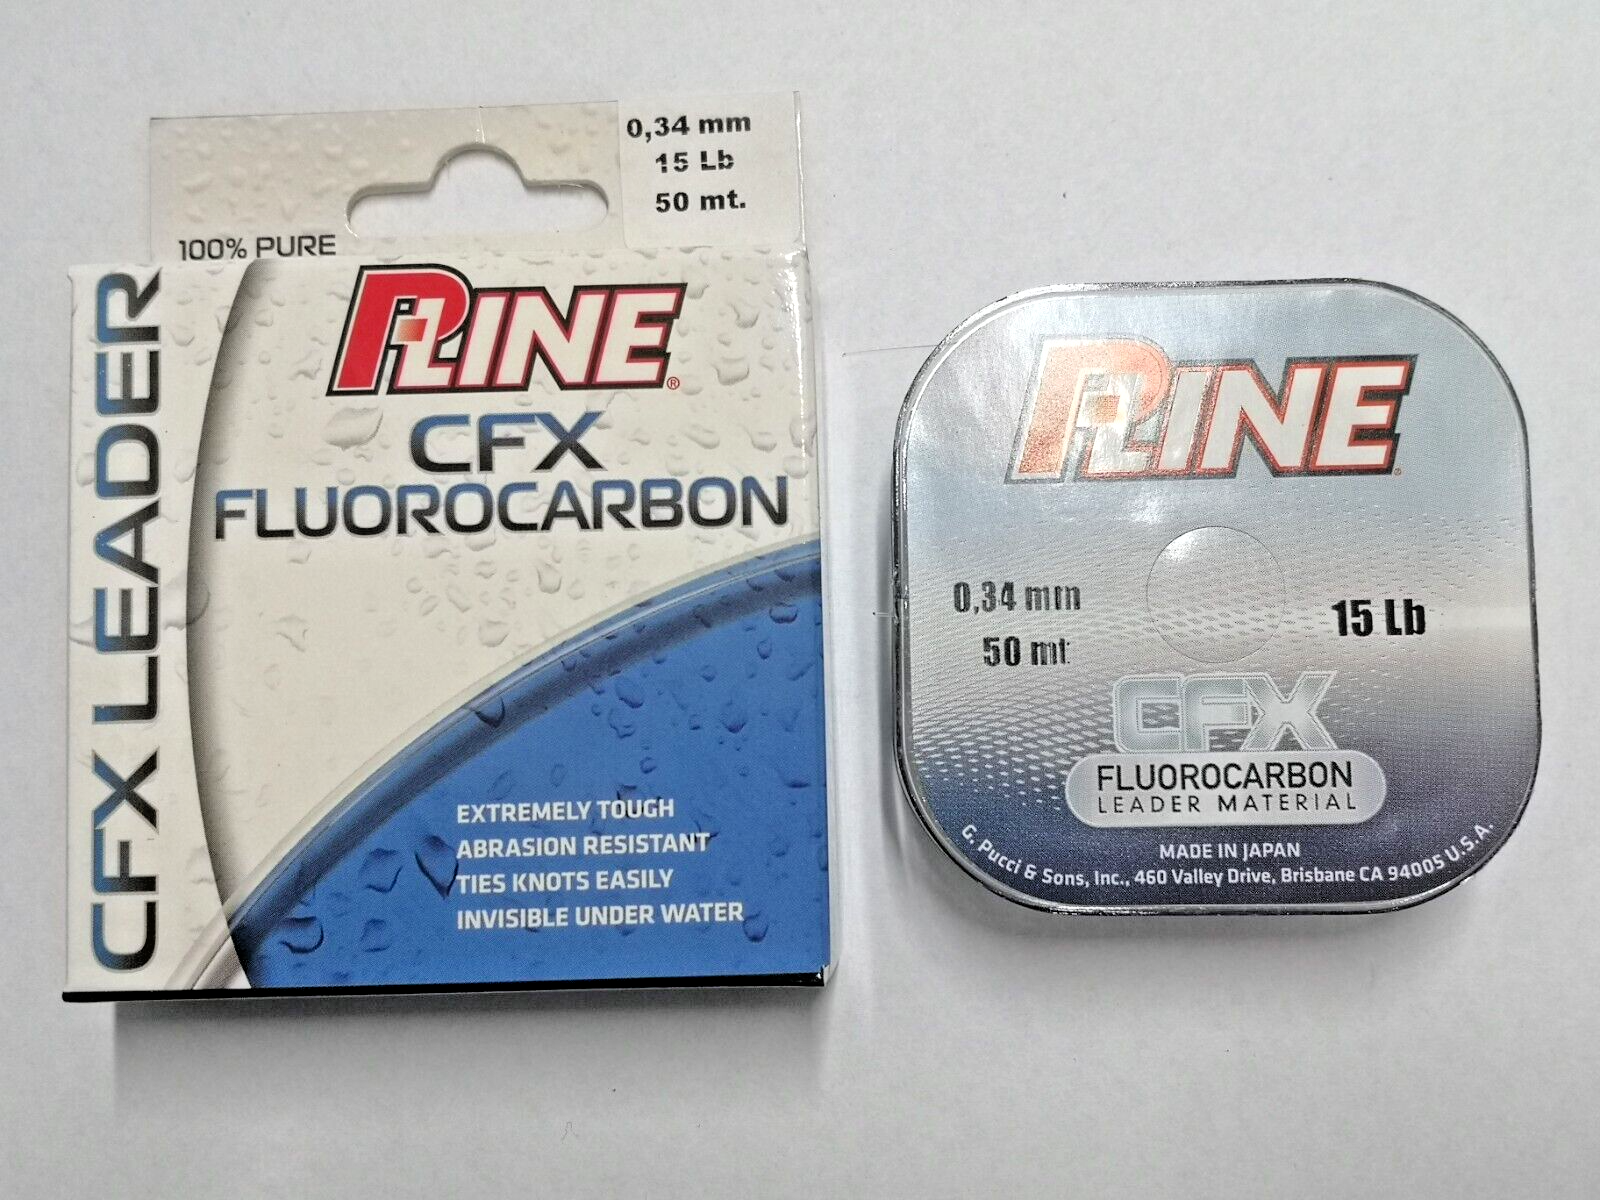 0,34 mm
15 Lb
50 mt.
100% PURE
CFX LEADER
PLINE®
CFX
FLUOROCARBON
EXTREMELY TOUGH
ABRASION RESISTANT
TIES KNOTS EASILY
INVISIBLE UNDER WATER
PLINE
0,34 mm
50 mt
15 Lb
CFX
FLUOROCARBON
LEADER MATERIAL
MADE IN JAPAN
G. Pucci & Sons, Inc., 460 Valley Drive, Brisbane CA 94005 U.S.A.